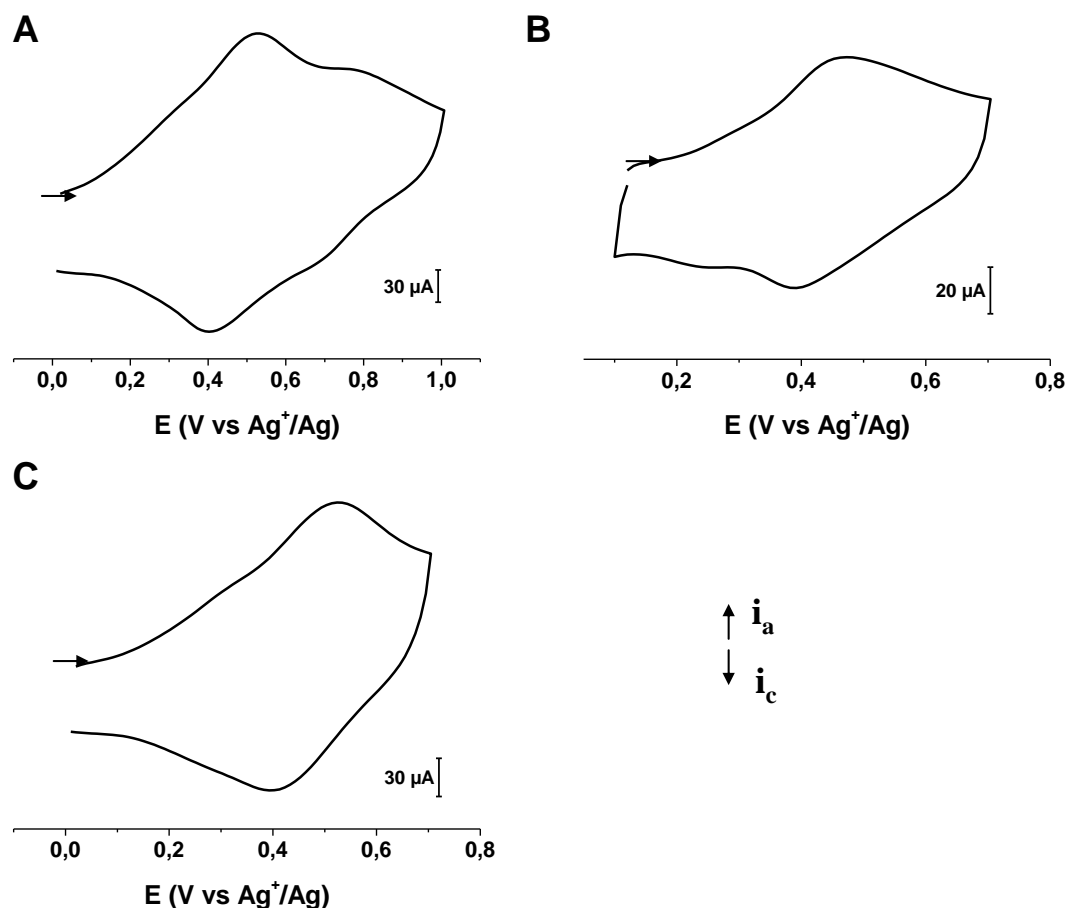 A
30 µA
0,0 0,2 0,4 0,6 0,8 1,0
E (V vs Ag⁺/Ag)
B
20 µA
0,2 0,4 0,6 0,8
E (V vs Ag⁺/Ag)
C
30 µA
0,0 0,2 0,4 0,6 0,8
E (V vs Ag⁺/Ag)
iₐ
i_c